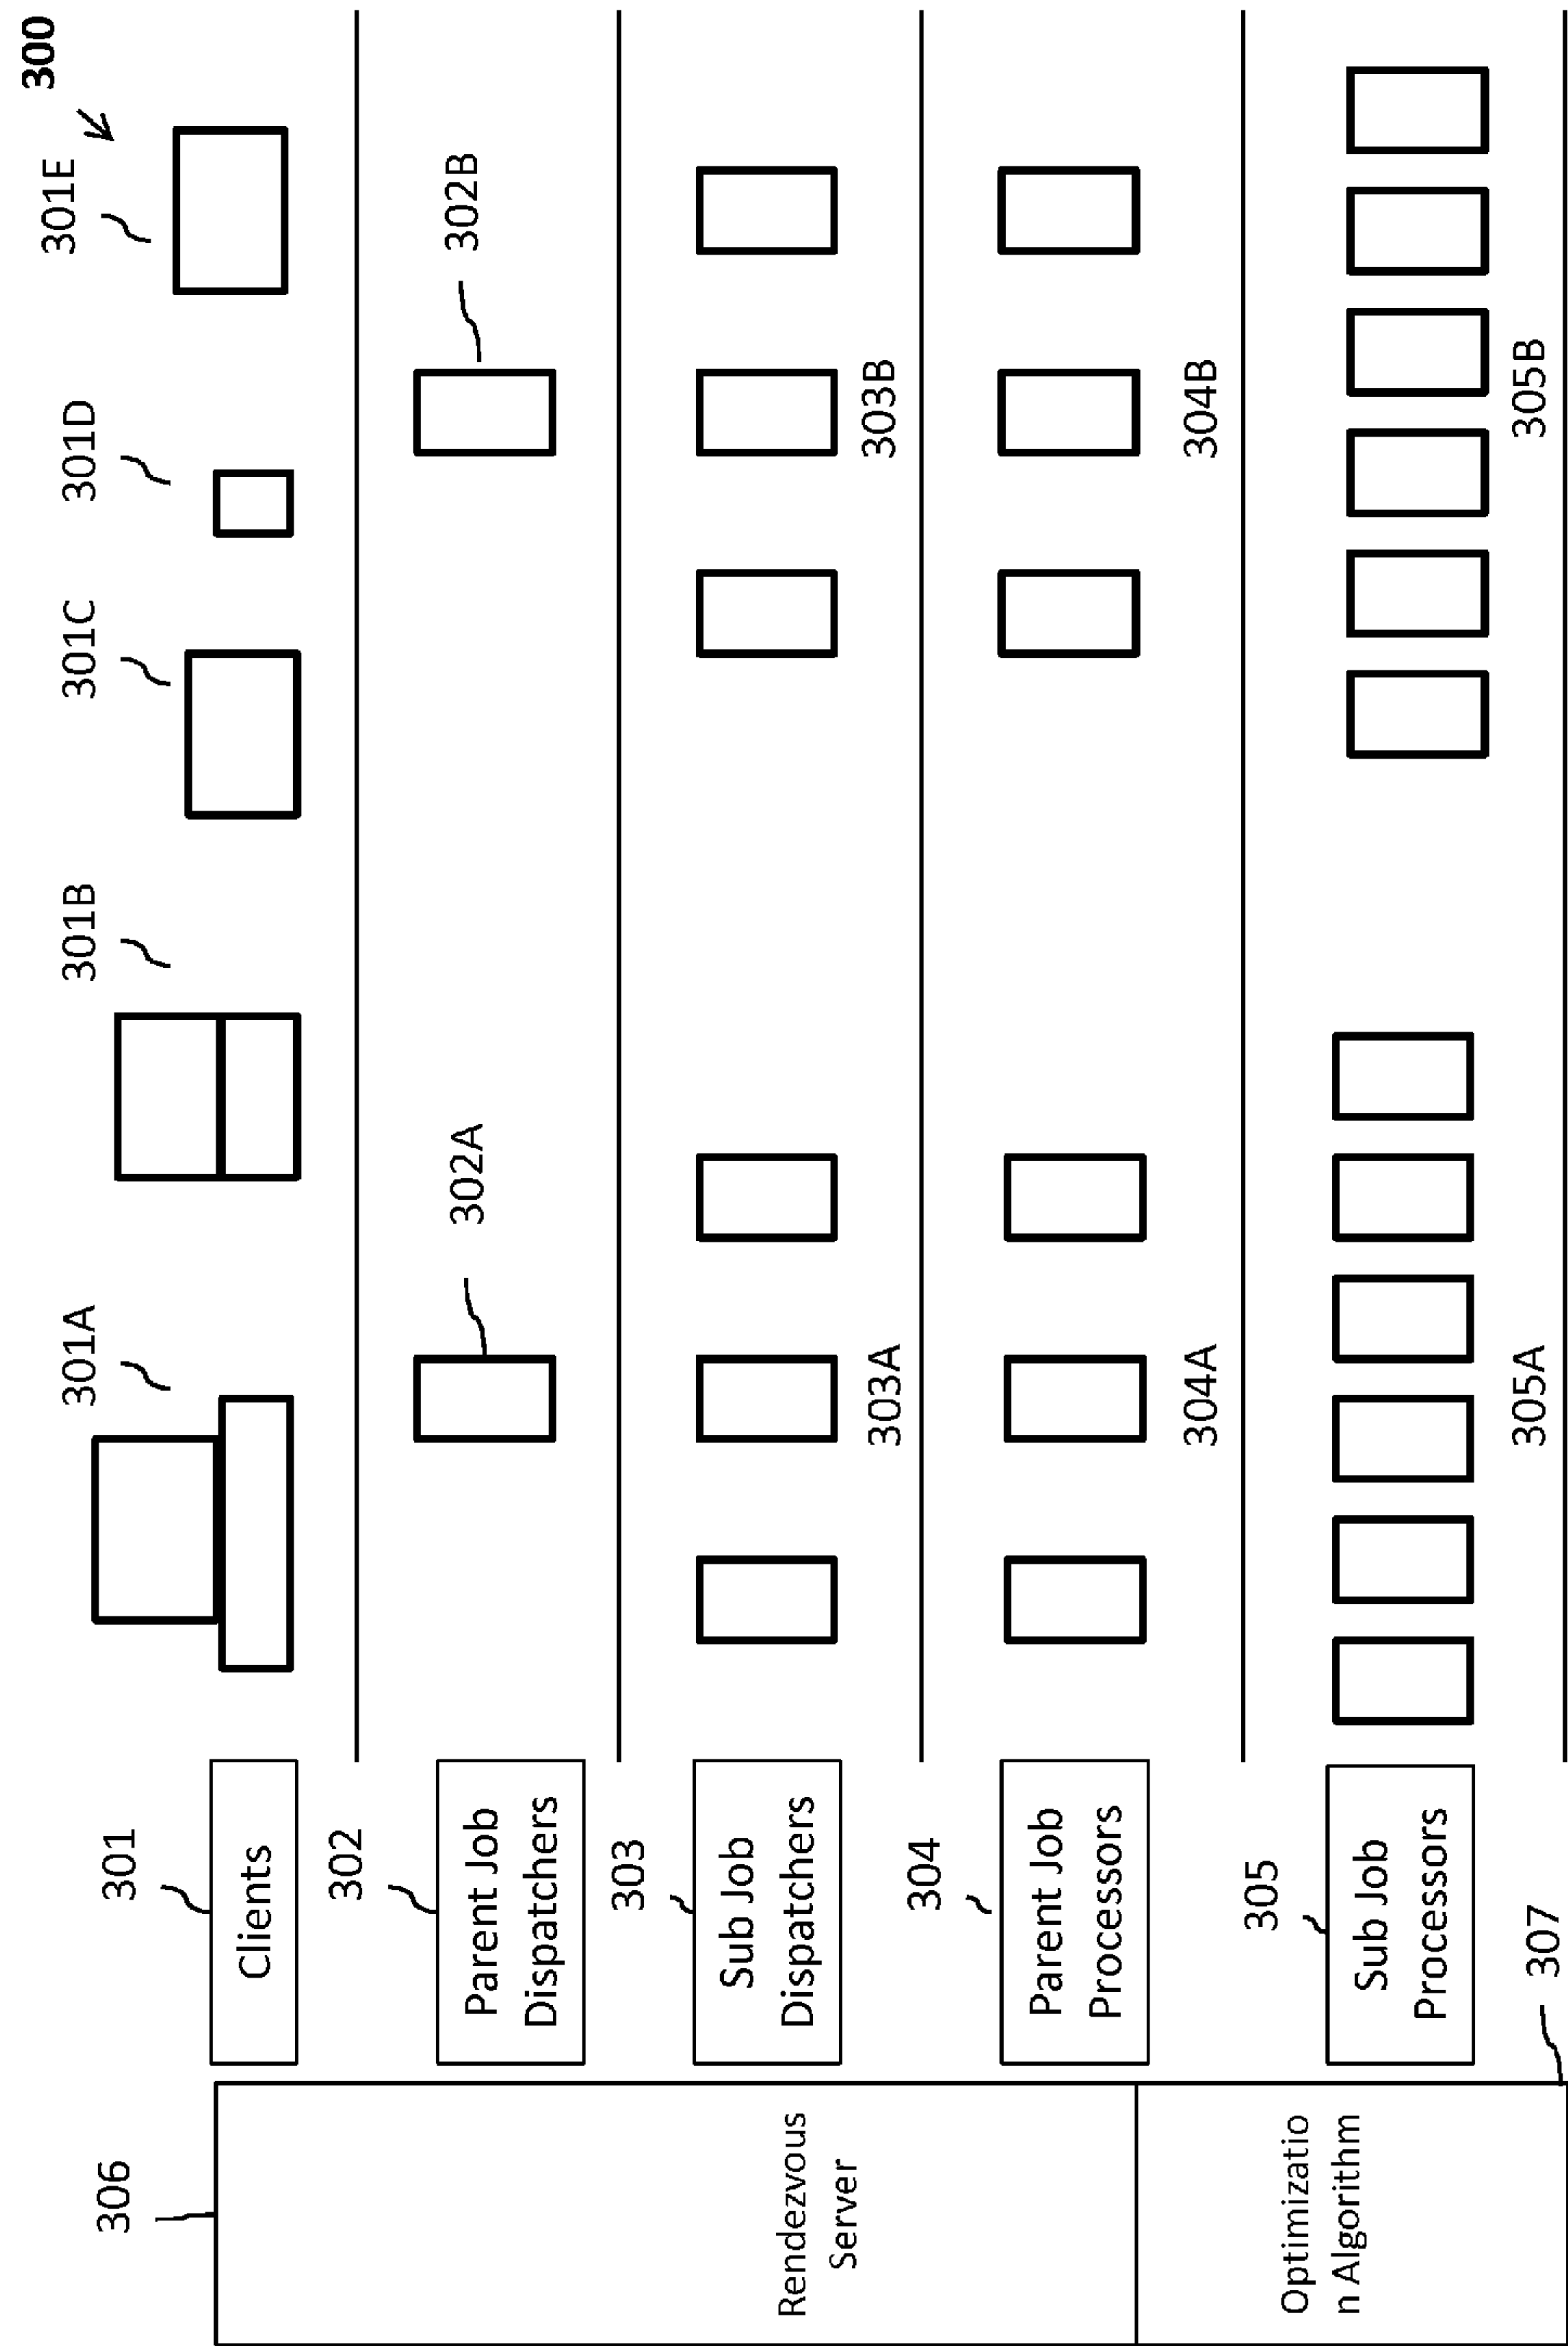 300
301A
301B
301C
301D
301E
301
Clients
302
Parent Job
Dispatchers
302A
302B
303
Sub Job
Dispatchers
303A
303B
304
Parent Job
Processors
304A
304B
305
Sub Job
Processors
305A
305B
306
Rendezvous
Server
Optimizatio
n Algorithm
307